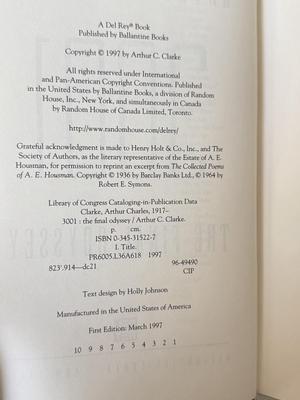 A Del Rey® Book
Published by Ballantine Books
Copyright © 1997 by Arthur C. Clarke
All rights reserved under International
and Pan-American Copyright Conventions. Published
in the United States by Ballantine Books, a division of Random
House, Inc., New York, and simultaneously in Canada
by Random House of Canada Limited, Toronto.
http://www.randomhouse.com/delrey/
Grateful acknowledgment is made to Henry Holt & Co., Inc., and The
Society of Authors, as the literary representative of the Estate of A. E.
Housman, for permission to reprint an excerpt from The Collected Poems
of A. E. Housman. Copyright © 1936 by Barclay Banks Ltd., © 1964 by
Robert E. Symons.
Library of Congress Cataloging-in-Publication Data
Clarke, Arthur Charles, 1917–
3001 : the final odyssey / Arthur C. Clarke.
p. cm.
ISBN 0-345-31522-7
I. Title.
PR6005.L36A618 1997
823'.914—dc21 96-49490
CIP
Text design by Holly Johnson
Manufactured in the United States of America
First Edition: March 1997
10 9 8 7 6 5 4 3 2 1